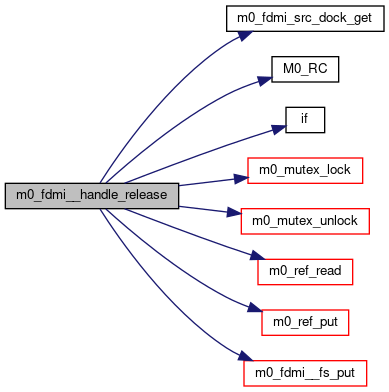 m0_fdmi_src_dock_get
M0_RC
if
m0_mutex_lock
m0_fdmi__handle_release
m0_mutex_unlock
m0_ref_read
m0_ref_put
m0_fdmi__fs_put